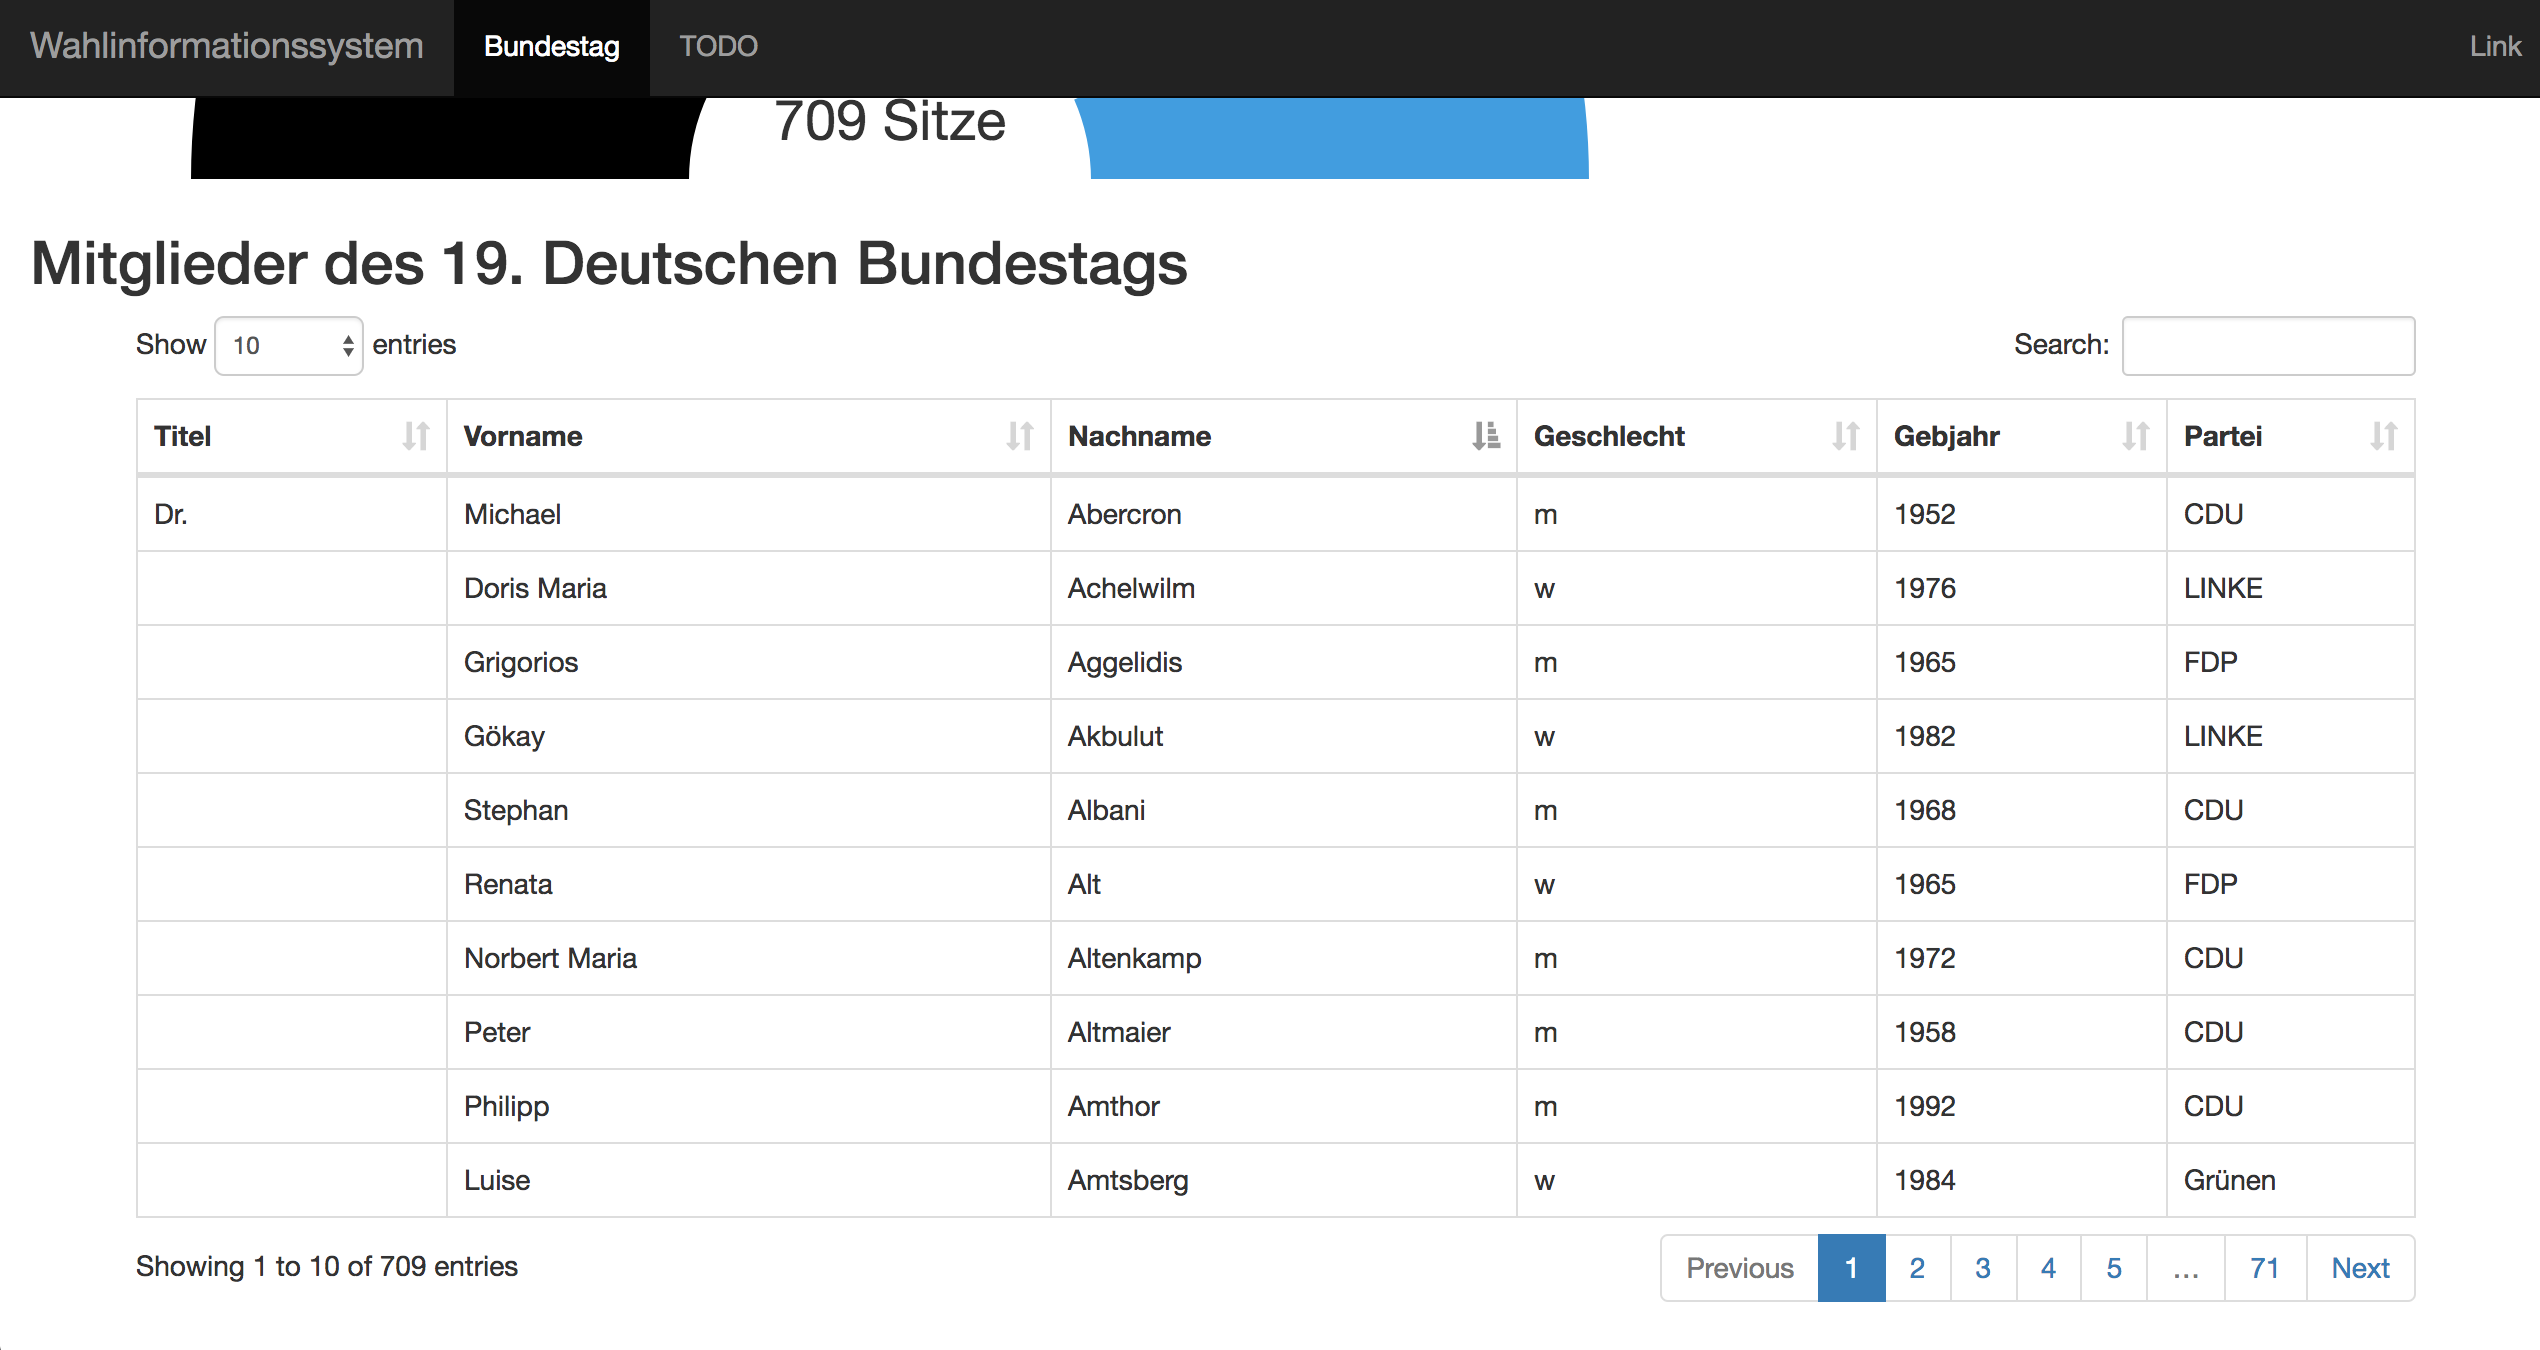 Wahlinformationssystem Bundestag TODO Link
709 Sitze
Mitglieder des 19. Deutschen Bundestags
Show 10 entries Search:
Titel Vorname Nachname Geschlecht Gebjahr Partei
Dr. Michael Abercron m 1952 CDU
Doris Maria Achelwilm w 1976 LINKE
Grigorios Aggelidis m 1965 FDP
Gökay Akbulut w 1982 LINKE
Stephan Albani m 1968 CDU
Renata Alt w 1965 FDP
Norbert Maria Altenkamp m 1972 CDU
Peter Altmaier m 1958 CDU
Philipp Amthor m 1992 CDU
Luise Amtsberg w 1984 Grünen
Showing 1 to 10 of 709 entries Previous 1 2 3 4 5 … 71 Next